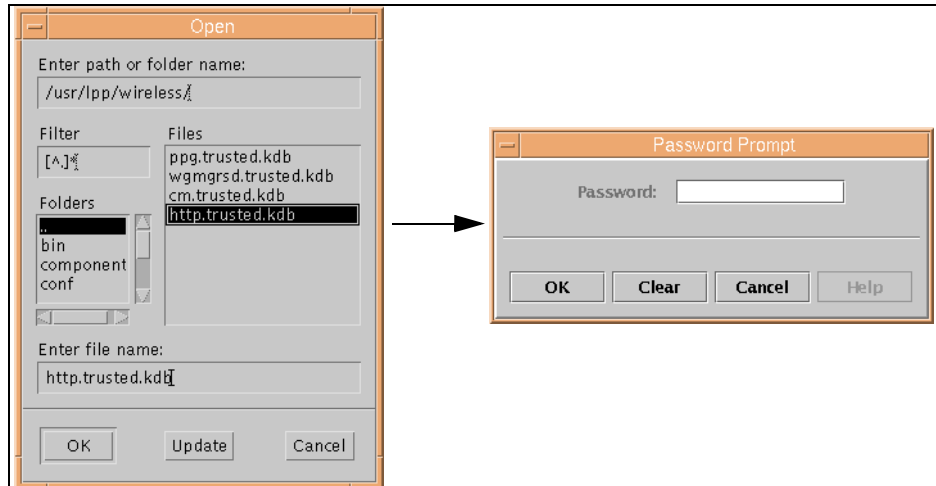 Open
Enter path or folder name:
/usr/lpp/wireless/
Filter
[^.]*
Files
ppg.trusted.kdb
wgmgrsd.trusted.kdb
cm.trusted.kdb
http.trusted.kdb
Folders
..
bin
component
conf
Enter file name:
http.trusted.kdb
OK
Update
Cancel
Password Prompt
Password:
OK
Clear
Cancel
Help